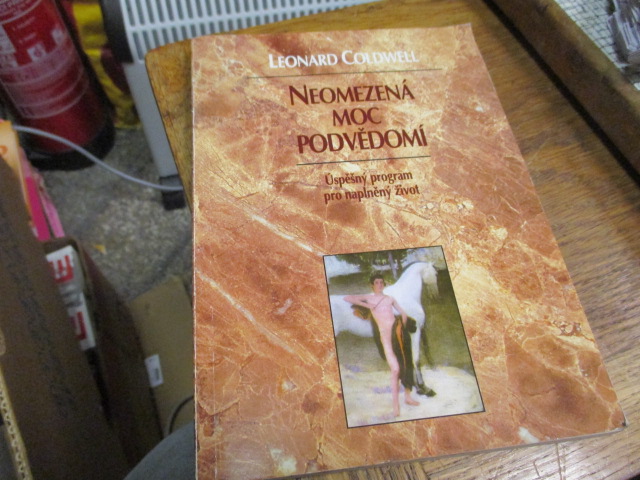 LEONARD COLDWELL
NEOMEZENÁ
MOC
PODVĚDOMÍ
Úspěšný program
pro naplněný život